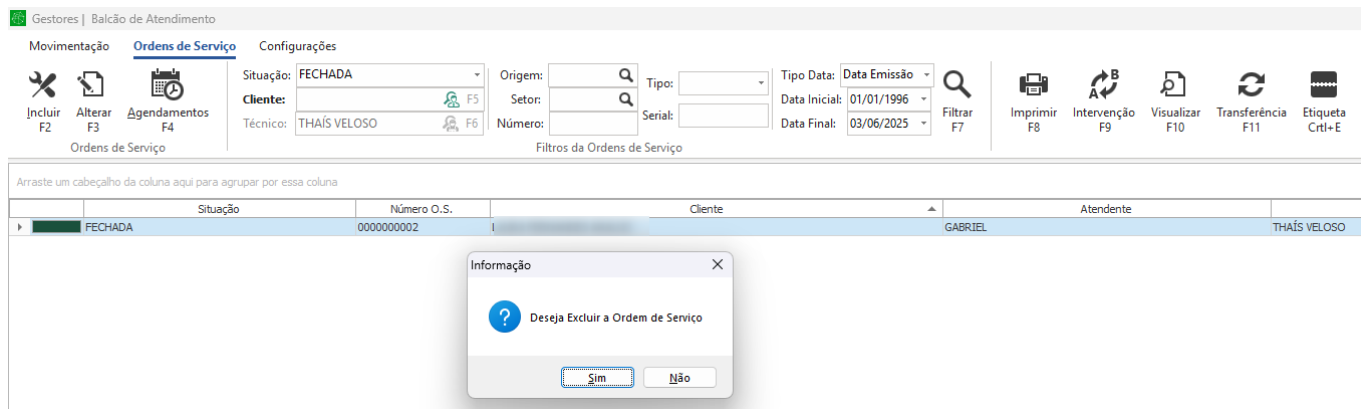 Gestores | Balcão de Atendimento
Movimentação Ordens de Serviço Configurações
Situação: FECHADA Origem: Tipo: Tipo Data: Data Emissão
Cliente: F5 Setor: Serial: Data Inicial: 01/01/1996
Técnico: THAÍS VELOSO F6 Número: Data Final: 03/06/2025
Incluir Alterar Agendamentos Filtrar Imprimir Intervenção Visualizar Transferência Etiqueta
F2 F3 F4 F7 F8 F9 F10 F11 Crtl+E
Ordens de Serviço Filtros da Ordens de Serviço
Arraste um cabeçalho da coluna aqui para agrupar por essa coluna
Situação Número O.S. Cliente Atendente
FECHADA 0000000002 GABRIEL THAÍS VELOSO
Informação
Deseja Excluir a Ordem de Serviço
Sim Não